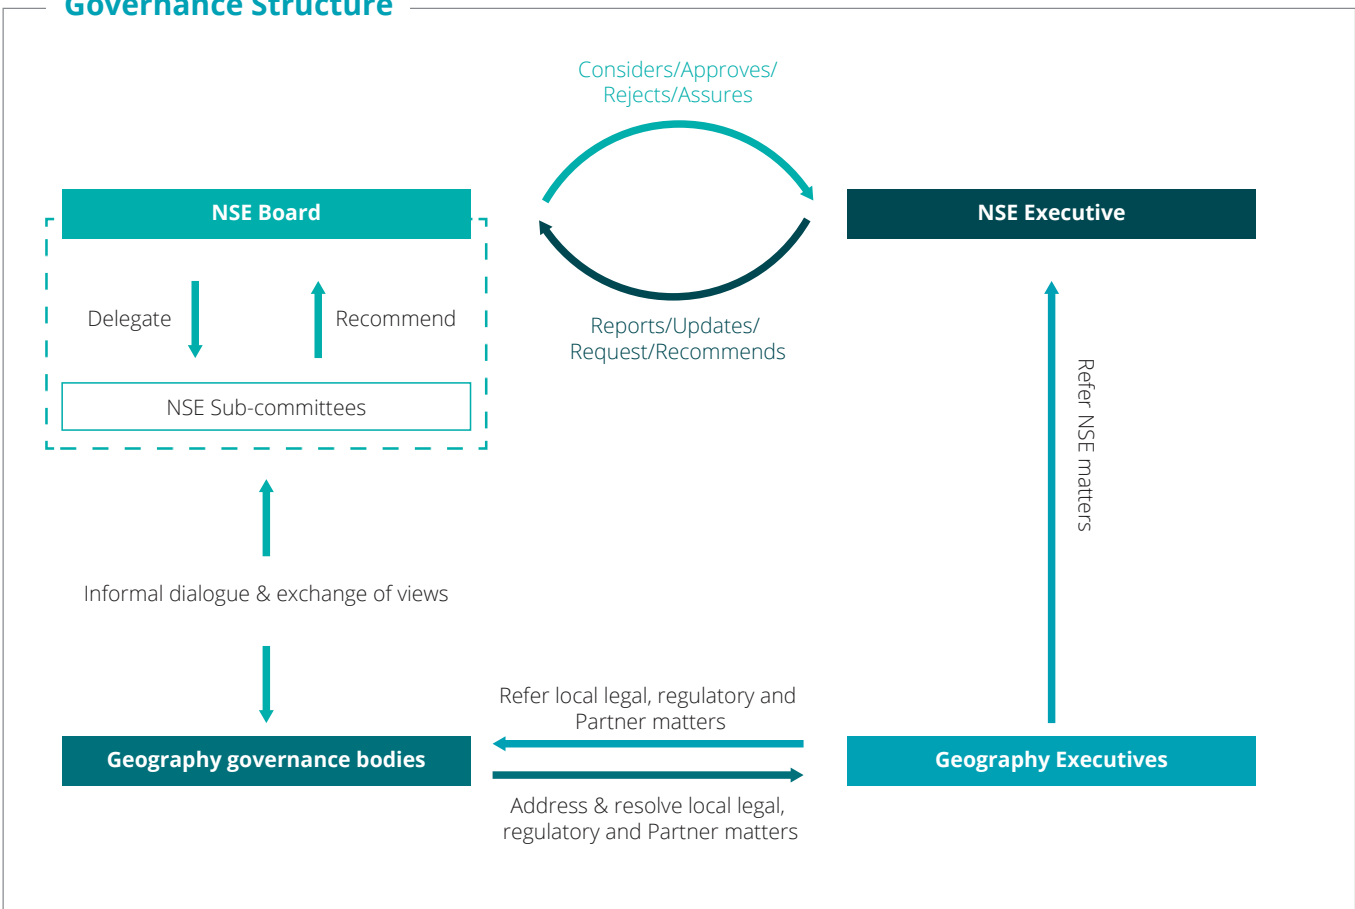 Governance Structure
Considers/Approves/
Rejects/Assures
NSE Board
NSE Executive
Delegate
Recommend
Reports/Updates/
Request/Recommends
NSE Sub-committees
Refer NSE matters
Informal dialogue & exchange of views
Refer local legal, regulatory and
Partner matters
Geography governance bodies
Geography Executives
Address & resolve local legal,
regulatory and Partner matters